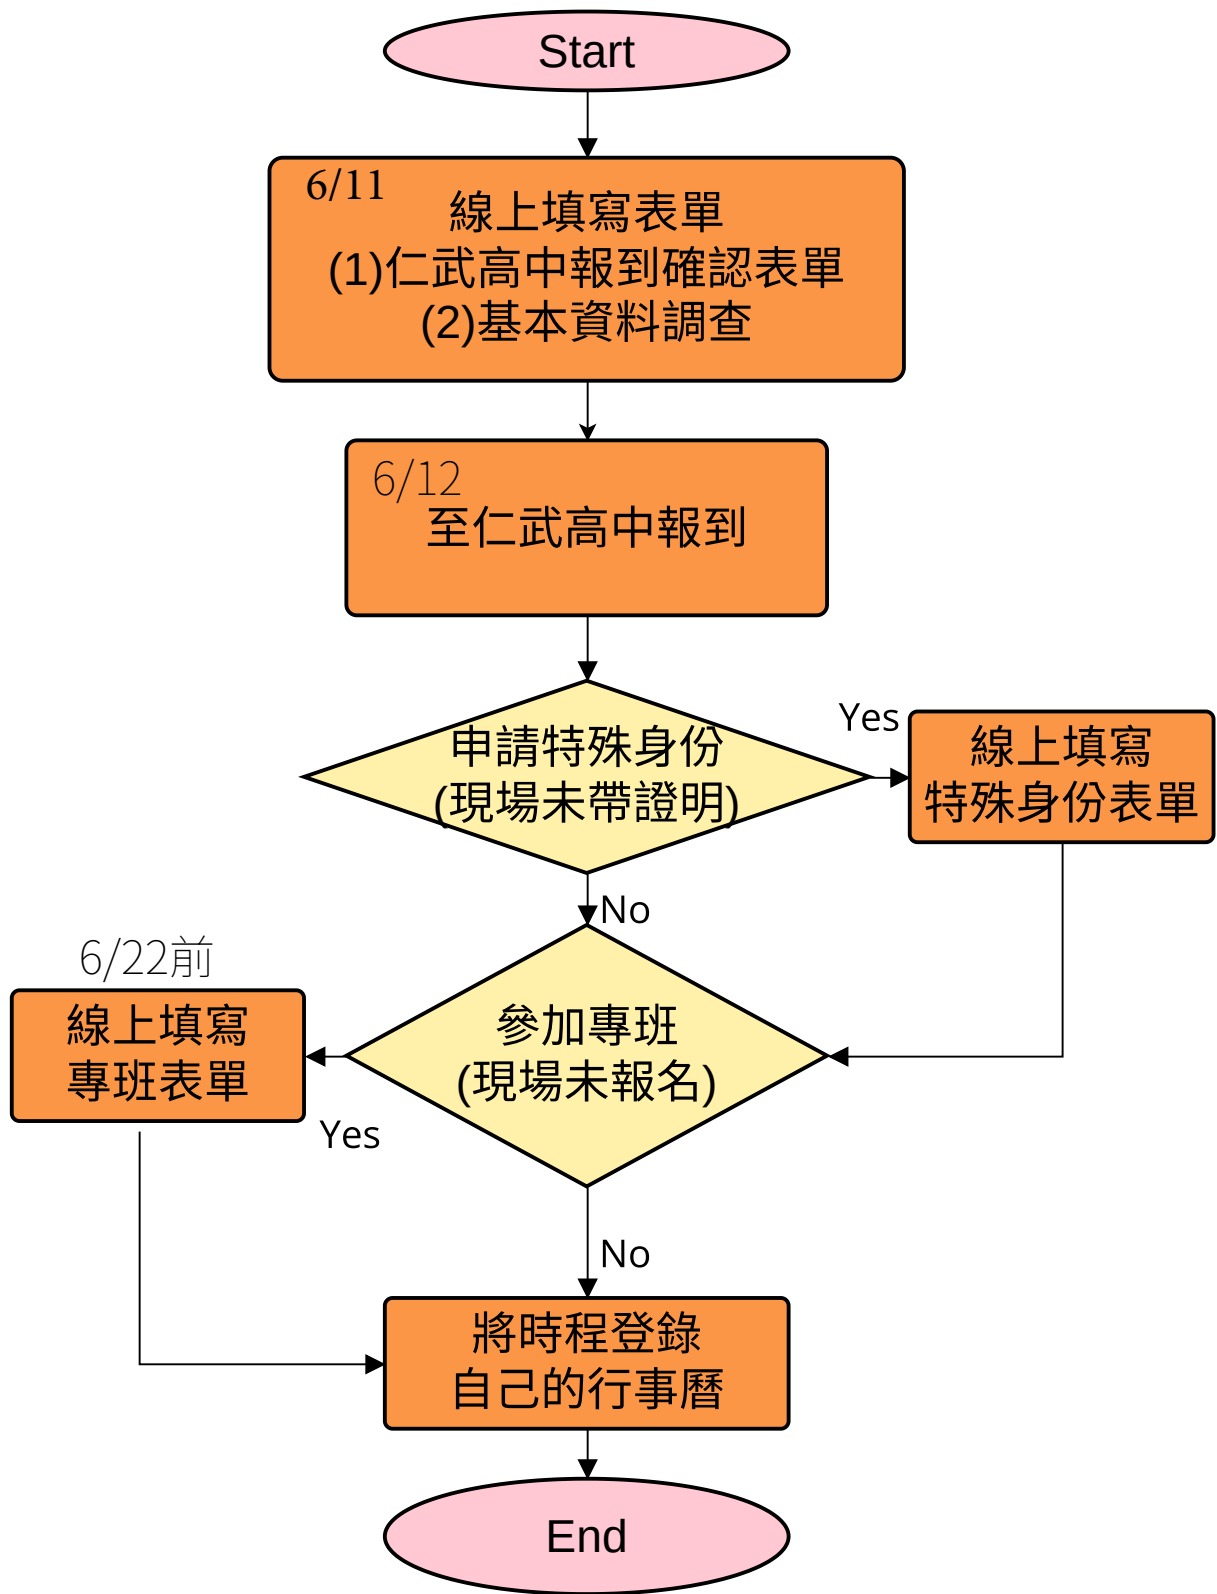 Start
6/11
線上填寫表單
(1)仁武高中報到確認表單
(2)基本資料調查
6/12
至仁武高中報到
申請特殊身份
(現場未帶證明)
Yes
線上填寫
特殊身份表單
No
6/22前
線上填寫
專班表單
參加專班
(現場未報名)
Yes
No
將時程登錄
自己的行事曆
End